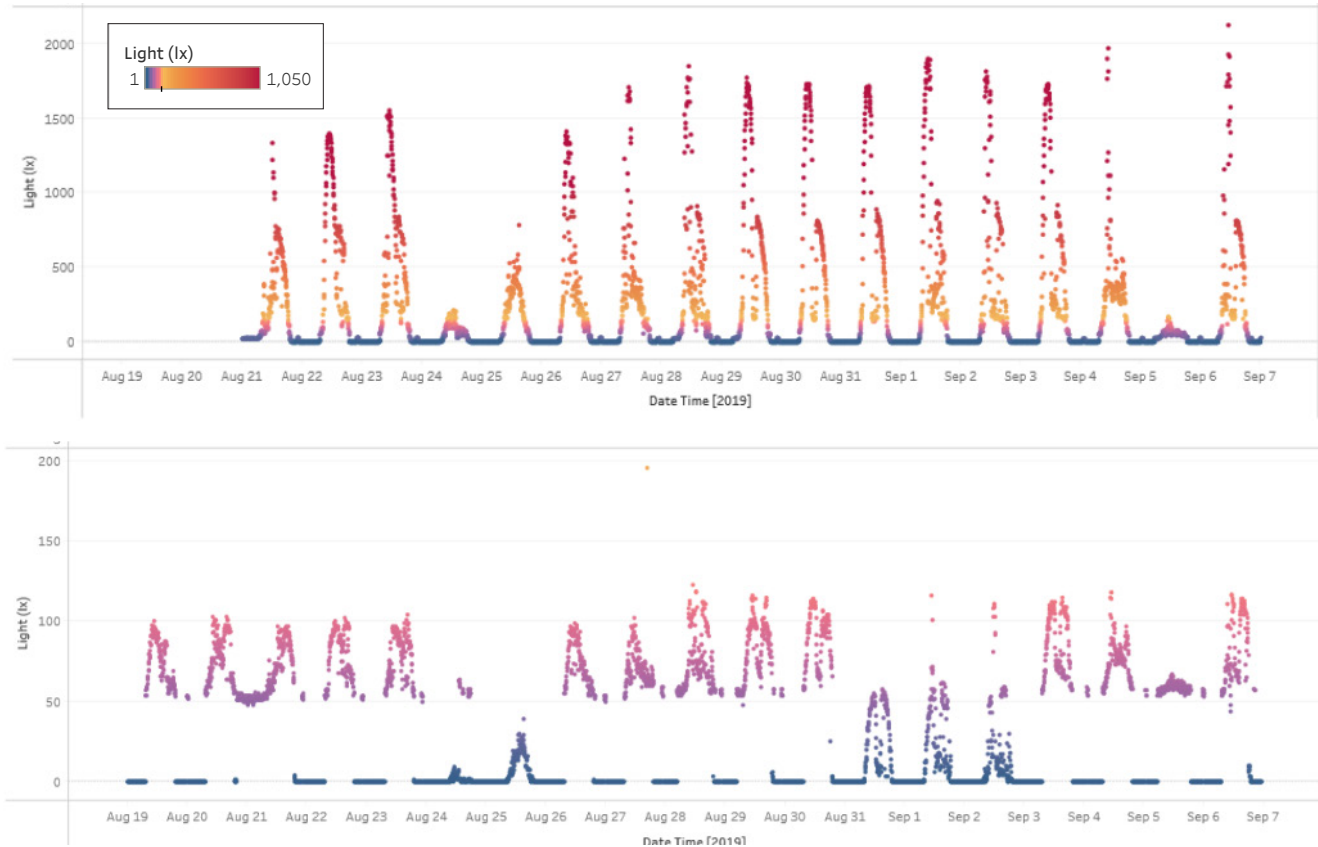 2000
Light (lx)
1 1,050
1500
1000
500
0
Light (lx)
Aug 19 Aug 20 Aug 21 Aug 22 Aug 23 Aug 24 Aug 25 Aug 26 Aug 27 Aug 28 Aug 29 Aug 30 Aug 31 Sep 1 Sep 2 Sep 3 Sep 4 Sep 5 Sep 6 Sep 7
Date Time [2019]
200
150
100
50
0
Light (lx)
Aug 19 Aug 20 Aug 21 Aug 22 Aug 23 Aug 24 Aug 25 Aug 26 Aug 27 Aug 28 Aug 29 Aug 30 Aug 31 Sep 1 Sep 2 Sep 3 Sep 4 Sep 5 Sep 6 Sep 7
Date Time [2019]